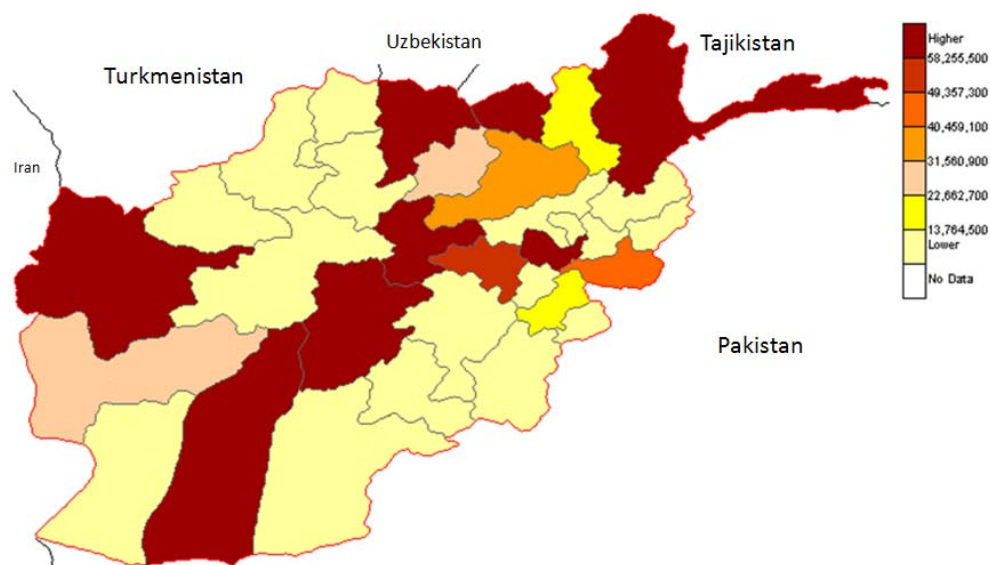 Uzbekistan
Tajikistan
Turkmenistan
Iran
Pakistan
Higher
58,255,500
49,357,300
40,459,100
31,560,900
22,662,700
13,764,500
Lower
No Data